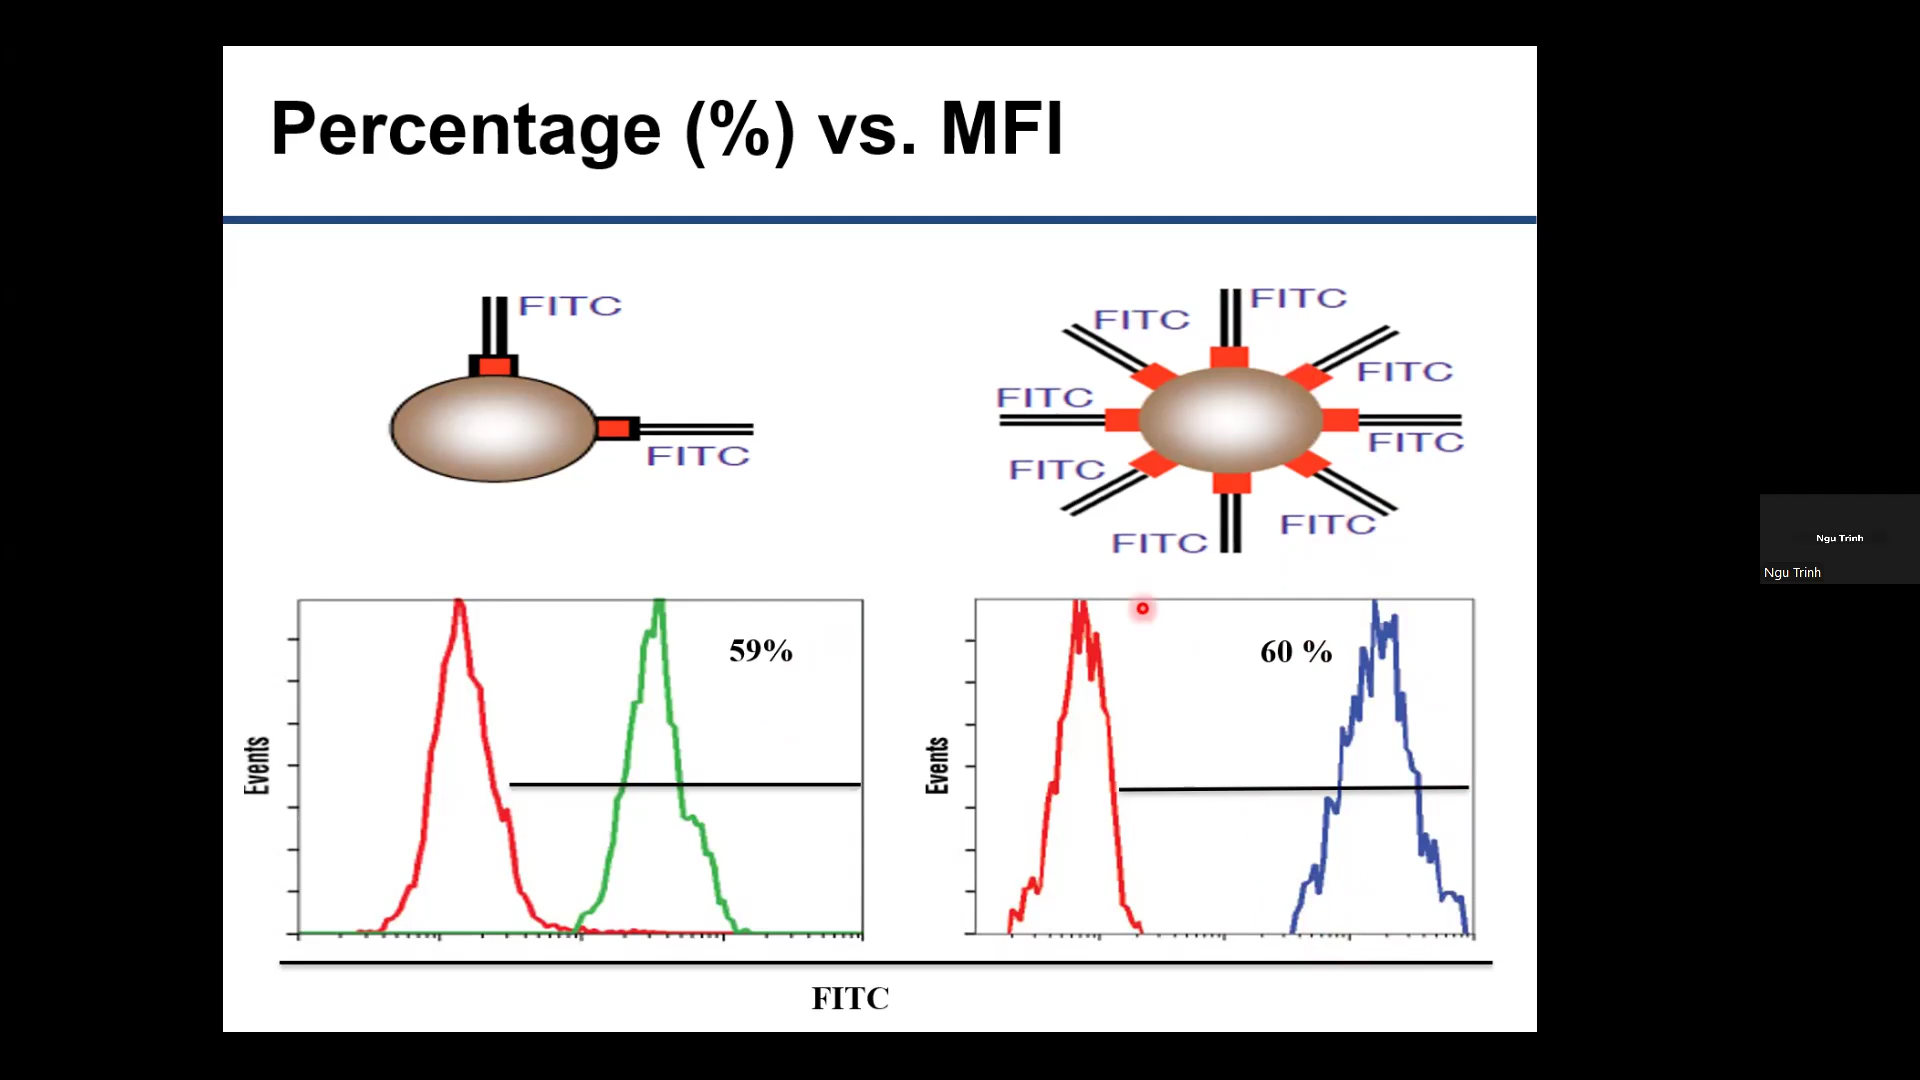 Percentage (%) vs. MFI
FITC
FITC
FITC
FITC
FITC
FITC
FITC
FITC
FITC
FITC
59%
60 %
Events
Events
FITC
Ngu Trinh
Ngu Trinh